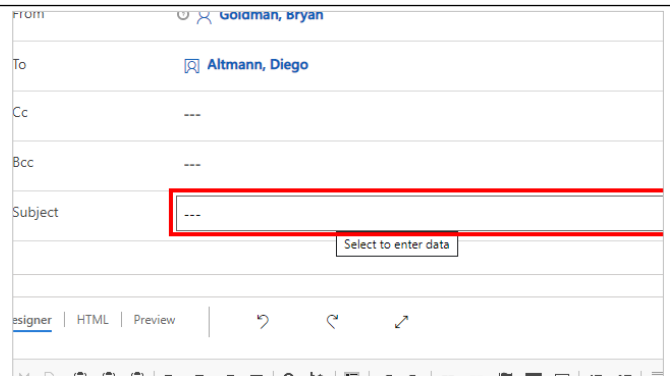 From Goldman, Bryan
To Altmann, Diego
Cc ---
Bcc ---
Subject ---
Select to enter data
esigner | HTML | Preview